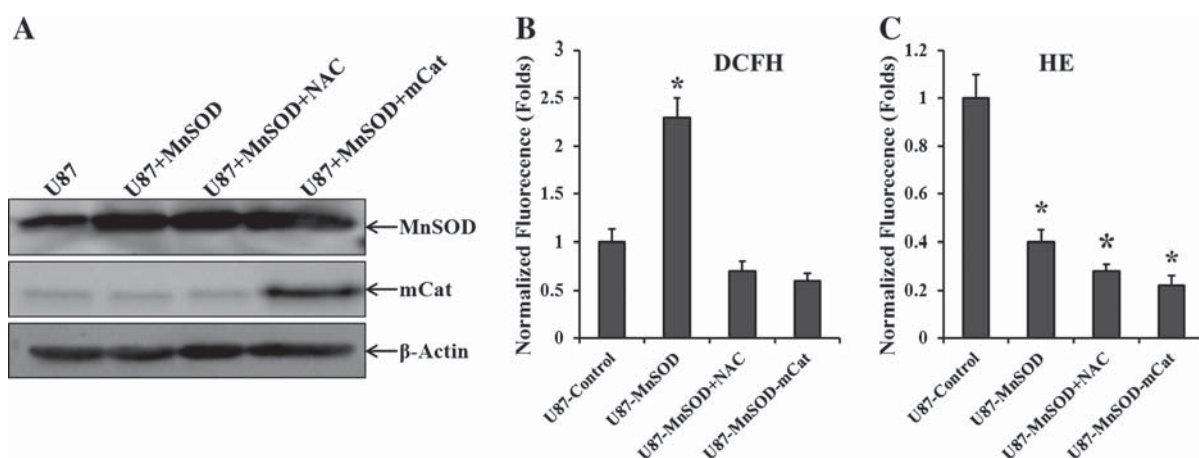 A
U87
U87+MnSOD
U87+MnSOD+NAC
U87+MnSOD+mCat
MnSOD
mCat
β-Actin
B
DCFH
Normalized Fluorecence (Folds)
3
2.5
2
1.5
1
0.5
0
*
U87-Control
U87-MnSOD
U87-MnSOD+NAC
U87-MnSOD-mCat
C
HE
Normalized Fluorecence (Folds)
1.2
1
0.8
0.6
0.4
0.2
0
*
*
*
U87-Control
U87-MnSOD
U87-MnSOD+NAC
U87-MnSOD-mCat